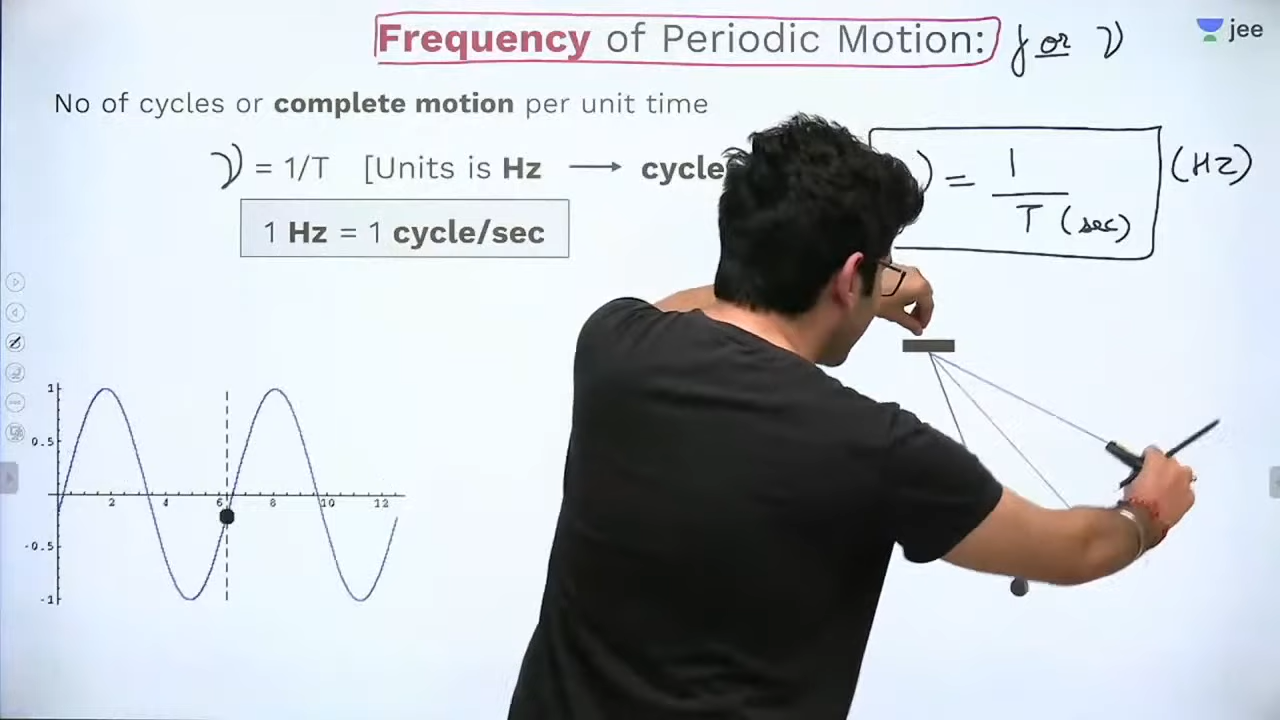 Frequency of Periodic Motion: f or ν
jee
No of cycles or complete motion per unit time
ν = 1/T [Units is Hz ⟶ cycle
1 Hz = 1 cycle/sec
) = 1 / T (sec) (Hz)
1
0.5
2 4 6 8 10 12
-0.5
-1